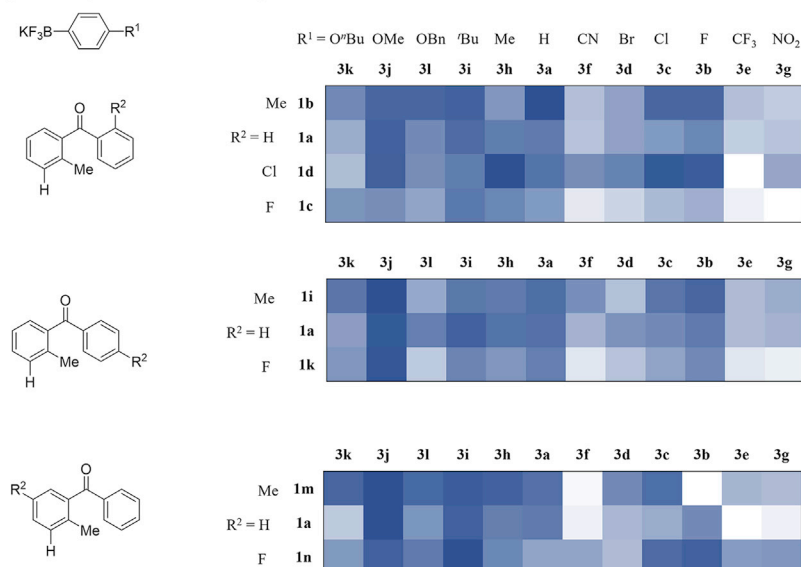 KF₃B R¹
R¹ = OⁿBu OMe OBn ᵗBu Me H CN Br Cl F CF₃ NO₂
3k 3j 3l 3i 3h 3a 3f 3d 3c 3b 3e 3g
O R²
Me
H
Me 1b
R² = H 1a
Cl 1d
F 1c
3k 3j 3l 3i 3h 3a 3f 3d 3c 3b 3e 3g
O
Me
R²
H
Me 1i
R² = H 1a
F 1k
3k 3j 3l 3i 3h 3a 3f 3d 3c 3b 3e 3g
R² O
Me
H
Me 1m
R² = H 1a
F 1n